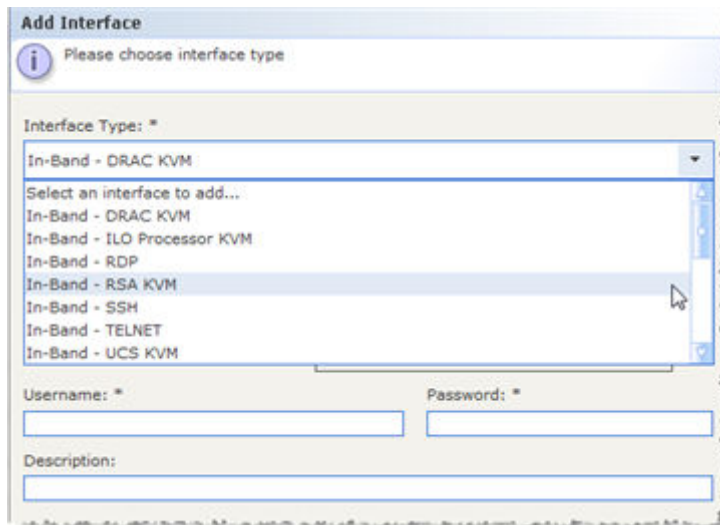 Add Interface
i Please choose interface type
Interface Type: *
In-Band - DRAC KVM
Select an interface to add...
In-Band - DRAC KVM
In-Band - ILO Processor KVM
In-Band - RDP
In-Band - RSA KVM
In-Band - SSH
In-Band - TELNET
In-Band - UCS KVM
Username: * Password: *
Description: